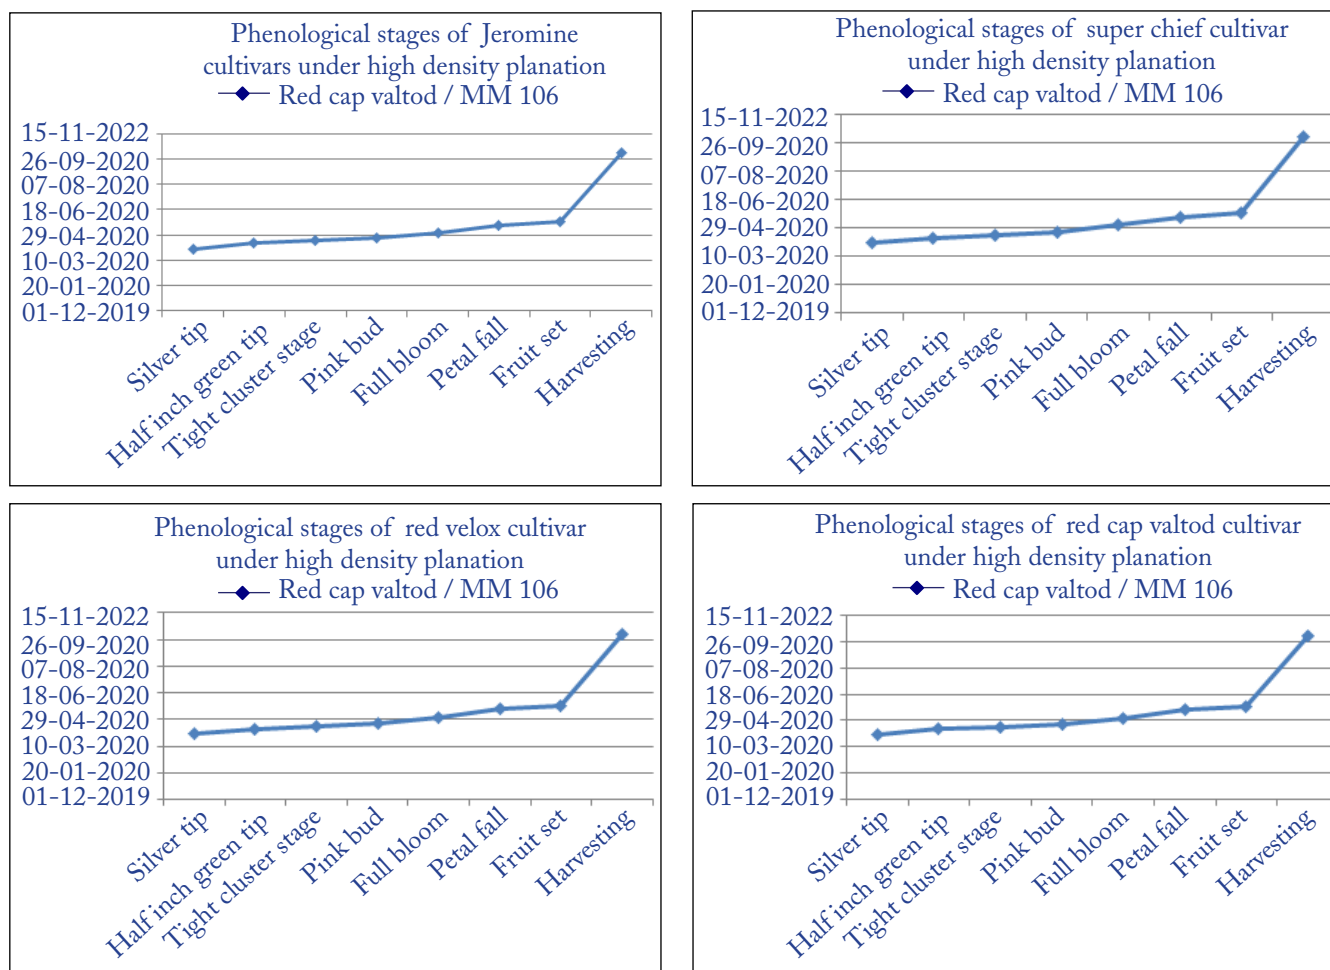 Phenological stages of Jeromine
cultivars under high density planation
Red cap valtod / MM 106
15-11-2022
26-09-2020
07-08-2020
18-06-2020
29-04-2020
10-03-2020
20-01-2020
01-12-2019
Silver tip
Half inch green tip
Tight cluster stage
Pink bud
Full bloom
Petal fall
Fruit set
Harvesting
Phenological stages of super chief cultivar
under high density planation
Red cap valtod / MM 106
15-11-2022
26-09-2020
07-08-2020
18-06-2020
29-04-2020
10-03-2020
20-01-2020
01-12-2019
Silver tip
Half inch green tip
Tight cluster stage
Pink bud
Full bloom
Petal fall
Fruit set
Harvesting
Phenological stages of red velox cultivar
under high density planation
Red cap valtod / MM 106
15-11-2022
26-09-2020
07-08-2020
18-06-2020
29-04-2020
10-03-2020
20-01-2020
01-12-2019
Silver tip
Half inch green tip
Tight cluster stage
Pink bud
Full bloom
Petal fall
Fruit set
Harvesting
Phenological stages of red cap valtod cultivar
under high density planation
Red cap valtod / MM 106
15-11-2022
26-09-2020
07-08-2020
18-06-2020
29-04-2020
10-03-2020
20-01-2020
01-12-2019
Silver tip
Half inch green tip
Tight cluster stage
Pink bud
Full bloom
Petal fall
Fruit set
Harvesting